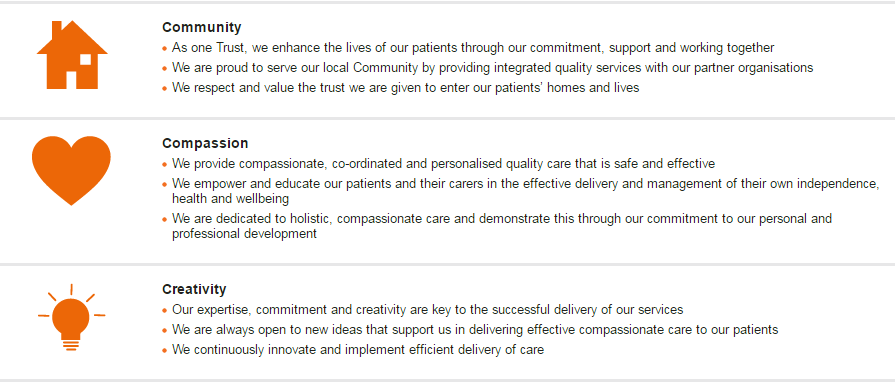 Community
• As one Trust, we enhance the lives of our patients through our commitment, support and working together
• We are proud to serve our local Community by providing integrated quality services with our partner organisations
• We respect and value the trust we are given to enter our patients' homes and lives
Compassion
• We provide compassionate, co-ordinated and personalised quality care that is safe and effective
• We empower and educate our patients and their carers in the effective delivery and management of their own independence,
health and wellbeing
• We are dedicated to holistic, compassionate care and demonstrate this through our commitment to our personal and
professional development
Creativity
• Our expertise, commitment and creativity are key to the successful delivery of our services
• We are always open to new ideas that support us in delivering effective compassionate care to our patients
• We continuously innovate and implement efficient delivery of care